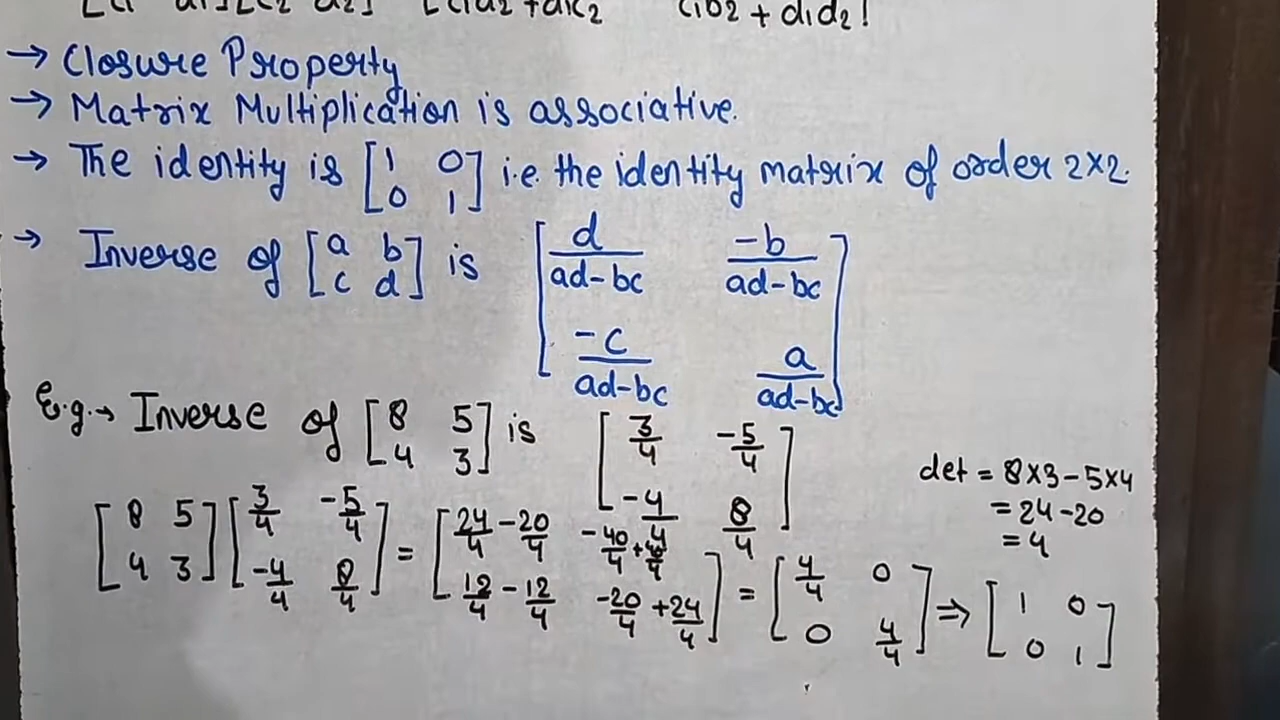 → Closure Property
→ Matrix Multiplication is associative.
→ The identity is [1 0; 0 1] i.e. the identity matrix of order 2×2.
→ Inverse of [a b; c d] is [d/ad-bc -b/ad-bc; -c/ad-bc a/ad-bc]
E.g.→ Inverse of [8 5; 4 3] is [3/4 -5/4; -4/4 8/4]
det = 8×3-5×4
= 24-20
= 4
[8 5; 4 3] [3/4 -5/4; -4/4 8/4] = [24/4-20/4 -40/4+40/4; 12/4-12/4 -20/4+24/4] = [4/4 0; 0 4/4] ⇒ [1 0; 0 1]